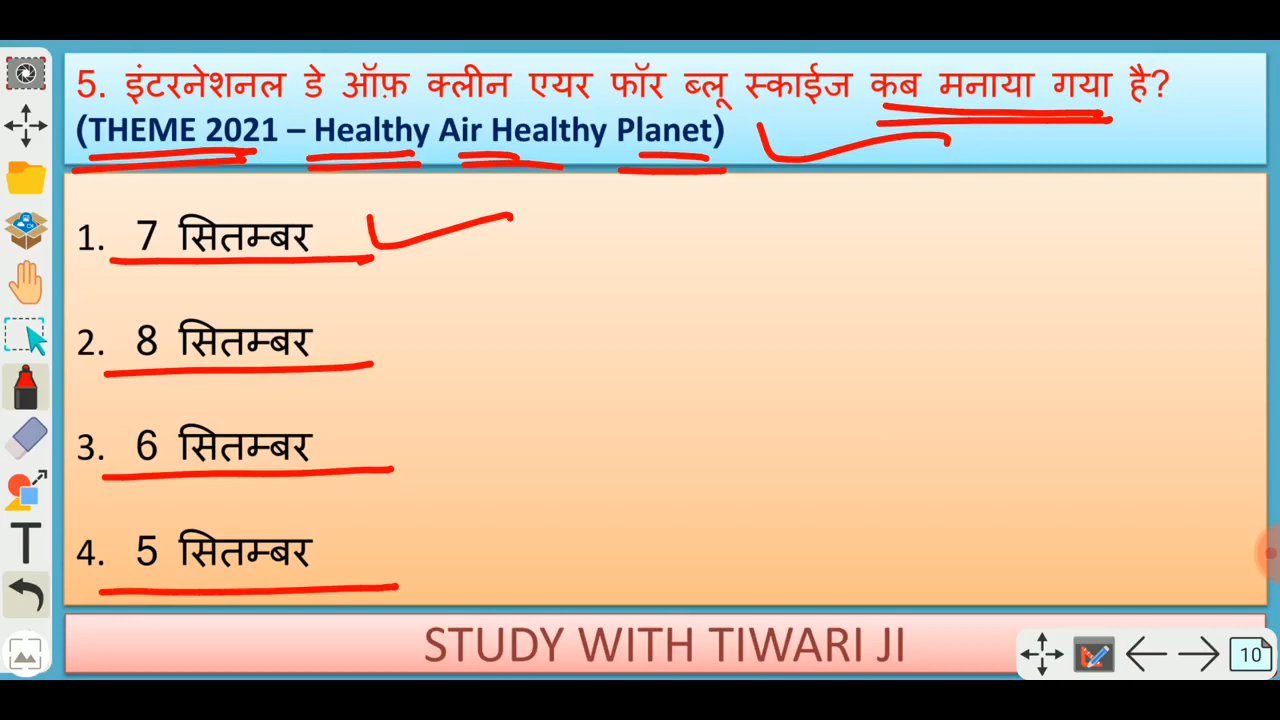 5. इंटरनेशनल डे ऑफ़ क्लीन एयर फॉर ब्लू स्काईज कब मनाया गया है?
(THEME 2021 – Healthy Air Healthy Planet)
1. 7 सितम्बर
2. 8 सितम्बर
3. 6 सितम्बर
4. 5 सितम्बर
STUDY WITH TIWARI JI
T
10